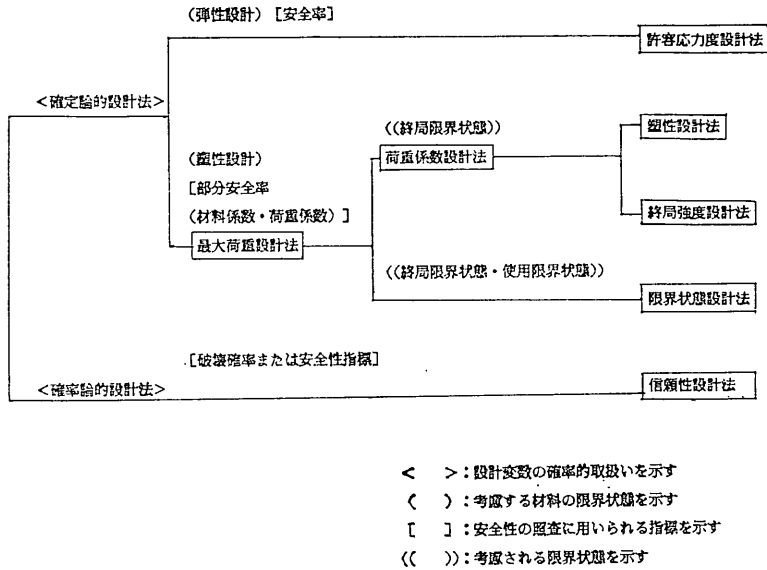 （弾性設計）［安全率］
許容応力度設計法
＜確定論的設計法＞
（（終局限界状態））
塑性設計法
（塑性設計）
荷重係数設計法
［部分安全率
（材料係数・荷重係数）］
終局強度設計法
最大荷重設計法
（（終局限界状態・使用限界状態））
限界状態設計法
［破壊確率または安全性指標］
＜確率論的設計法＞
信頼性設計法
＜　＞：設計変数の確率的取扱いを示す
（　）：考慮する材料の限界状態を示す
［　］：安全性の照査に用いられる指標を示す
（（　））：考慮される限界状態を示す